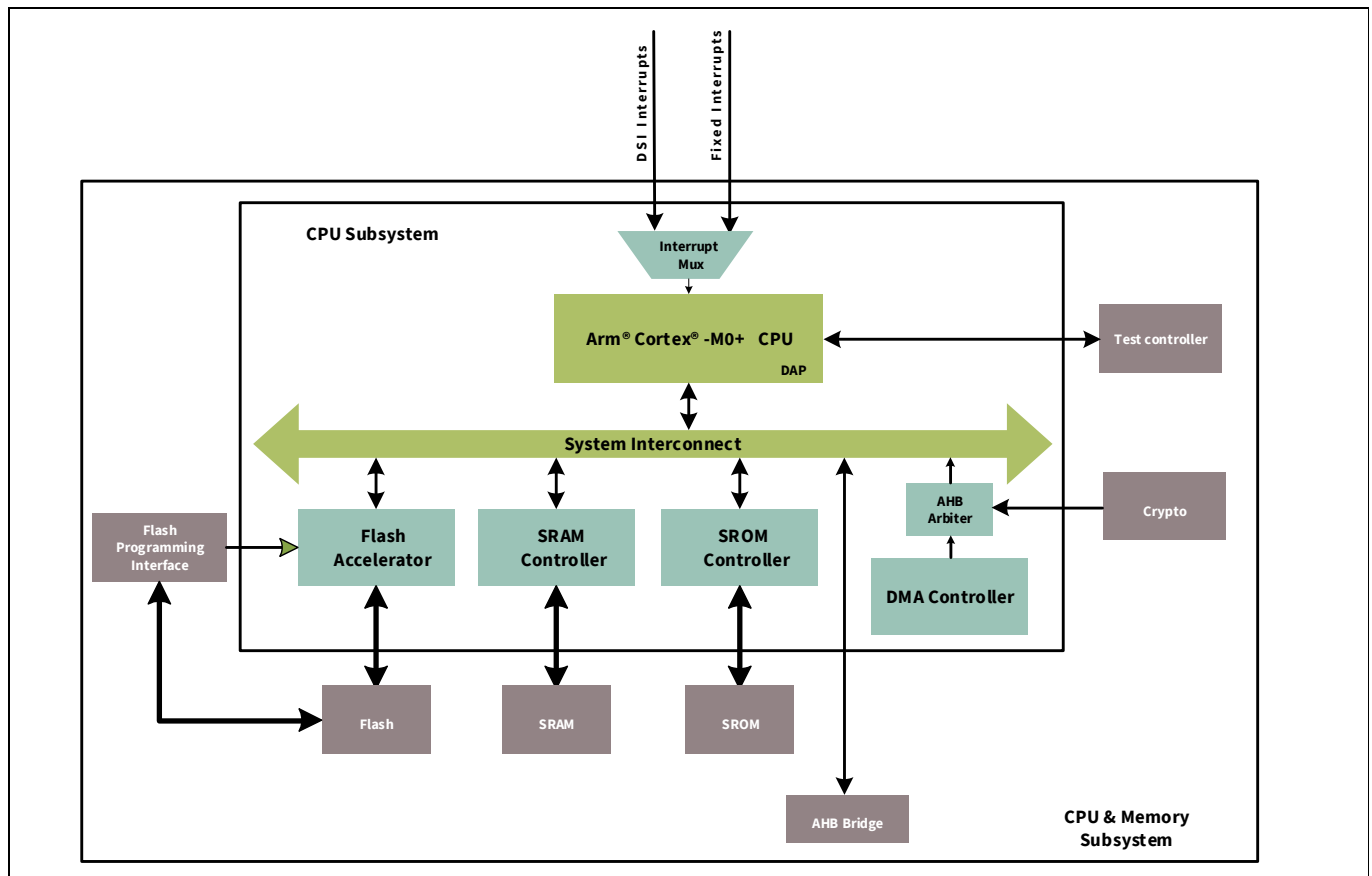 DSI Interrupts
Fixed Interrupts
CPU Subsystem
Interrupt
Mux
Arm® Cortex® -M0+ CPU
DAP
Test controller
System Interconnect
Flash
Programming
Interface
Flash
Accelerator
SRAM
Controller
SROM
Controller
AHB
Arbiter
Crypto
DMA Controller
Flash
SRAM
SROM
AHB Bridge
CPU & Memory
Subsystem